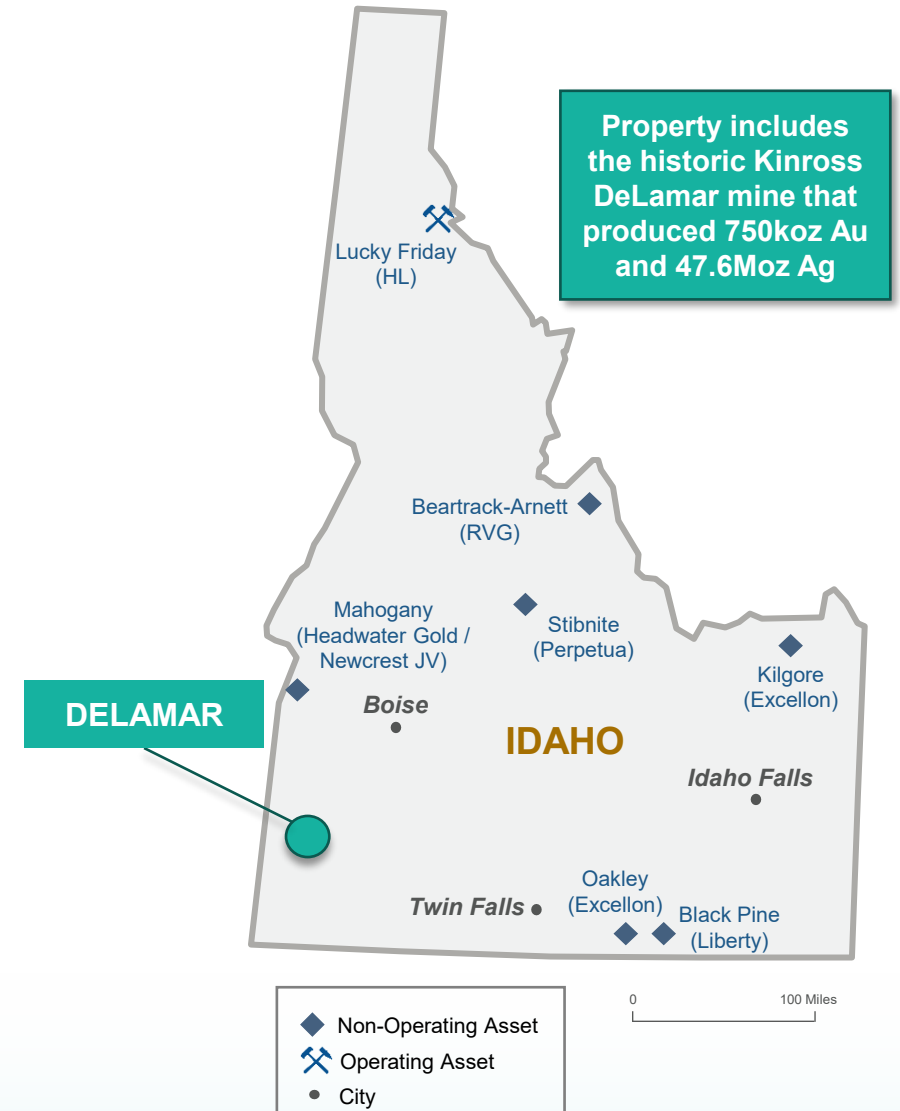 Property includes
the historic Kinross
DeLamar mine that
produced 750koz Au
and 47.6Moz Ag
Lucky Friday
(HL)
Beartrack-Arnett
(RVG)
Mahogany
(Headwater Gold /
Newcrest JV)
Stibnite
(Perpetua)
Kilgore
(Excellon)
DELAMAR
Boise
IDAHO
Idaho Falls
Twin Falls
Oakley
(Excellon)
Black Pine
(Liberty)
0 100 Miles
Non-Operating Asset
Operating Asset
City